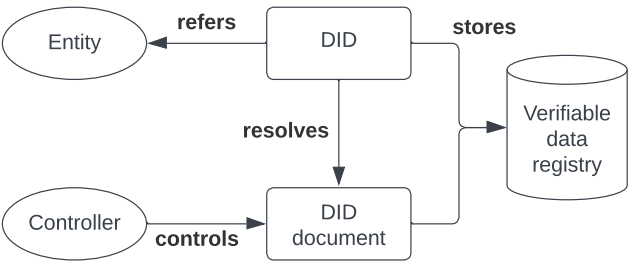 refers
stores
Entity
DID
Verifiable
data
registry
resolves
Controller
controls
DID
document